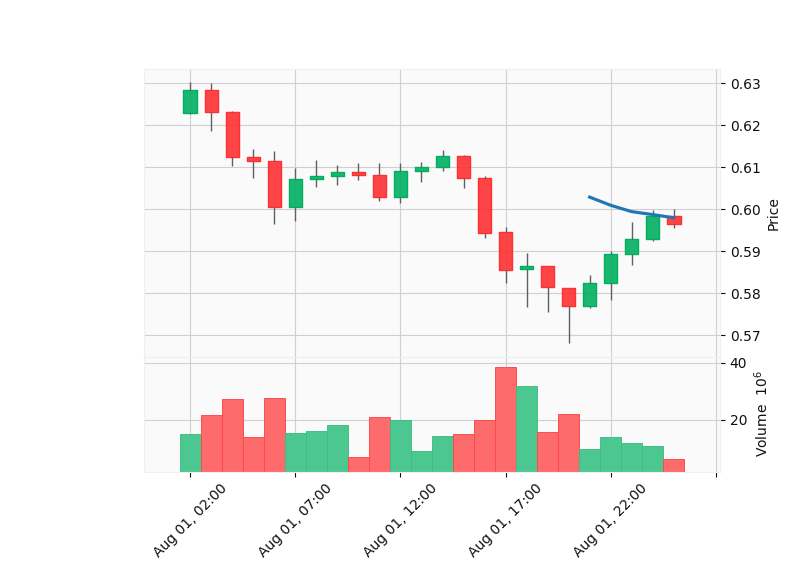 0.63
0.62
0.61
0.60
0.59
0.58
0.57
Price
40
20
Volume 10⁶
Aug 01, 02:00
Aug 01, 07:00
Aug 01, 12:00
Aug 01, 17:00
Aug 01, 22:00